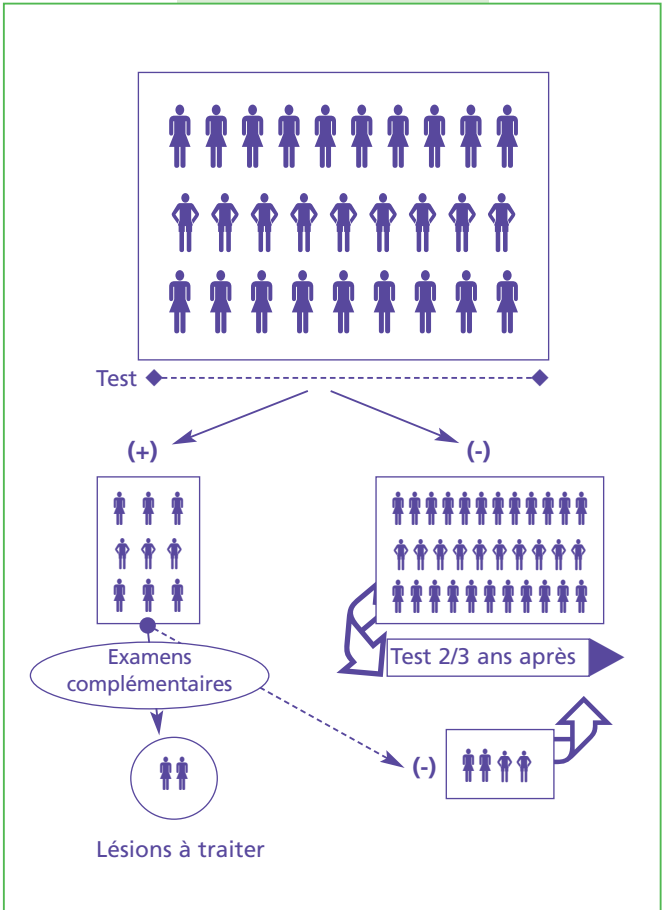 Test
(+)
(-)
Test 2/3 ans après
Examens
complémentaires
(-)
Lésions à traiter